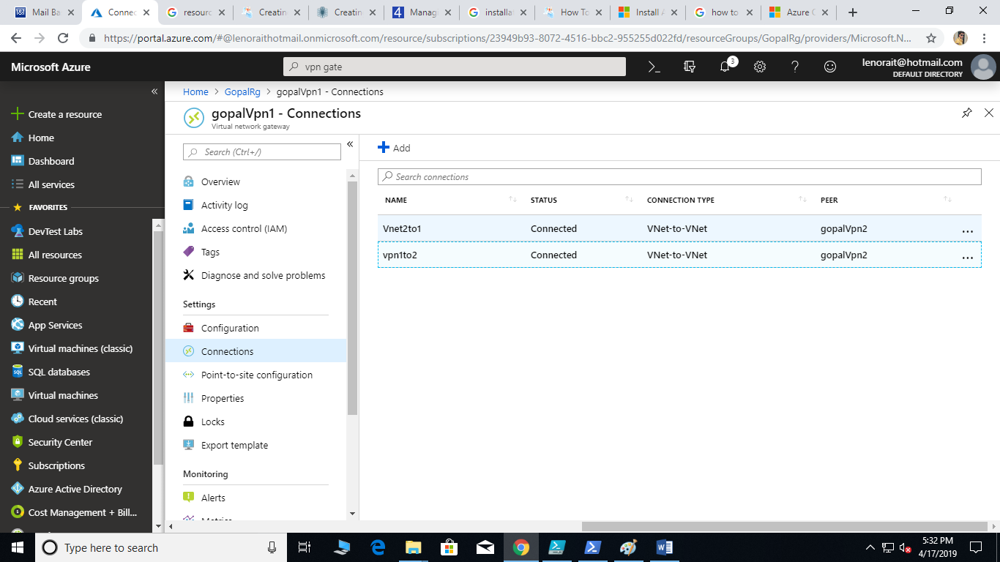 Mail Ba
Connec
resourc
Creatin
Creatin
Manag
installa
How To
Install A
how to
Azure C
https://portal.azure.com/#@lenoraithotmail.onmicrosoft.com/resource/subscriptions/23949b93-8072-4516-bbc2-955255d022fd/resourceGroups/GopalRg/providers/Microsoft.N...
Microsoft Azure
vpn gate
3
lenorait@hotmail.com
DEFAULT DIRECTORY
Create a resource
Home
Dashboard
All services
FAVORITES
DevTest Labs
All resources
Resource groups
Recent
App Services
Virtual machines (classic)
SQL databases
Virtual machines
Cloud services (classic)
Security Center
Subscriptions
Azure Active Directory
Cost Management + Bill...
Home > GopalRg > gopalVpn1 - Connections
gopalVpn1 - Connections
Virtual network gateway
Search (Ctrl+/)
Overview
Activity log
Access control (IAM)
Tags
Diagnose and solve problems
Settings
Configuration
Connections
Point-to-site configuration
Properties
Locks
Export template
Monitoring
Alerts
Metrics
Add
Search connections
NAME STATUS CONNECTION TYPE PEER
Vnet2to1 Connected VNet-to-VNet gopalVpn2 ...
vpn1to2 Connected VNet-to-VNet gopalVpn2 ...
Type here to search
5:32 PM
4/17/2019